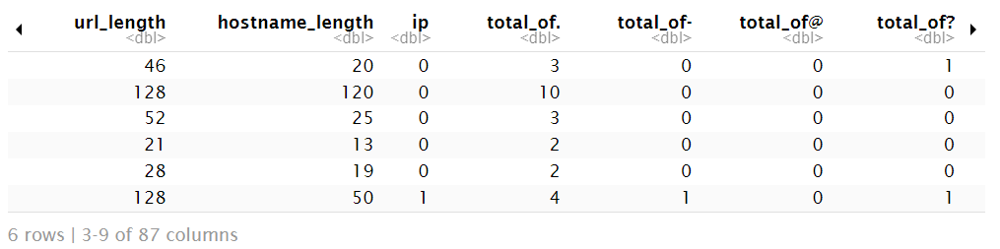 url_length hostname_length ip total_of. total_of- total_of@ total_of?
<dbl> <dbl> <dbl> <dbl> <dbl> <dbl> <dbl>
46 20 0 3 0 0 1
128 120 0 10 0 0 0
52 25 0 3 0 0 0
21 13 0 2 0 0 0
28 19 0 2 0 0 0
128 50 1 4 1 0 1
6 rows | 3-9 of 87 columns